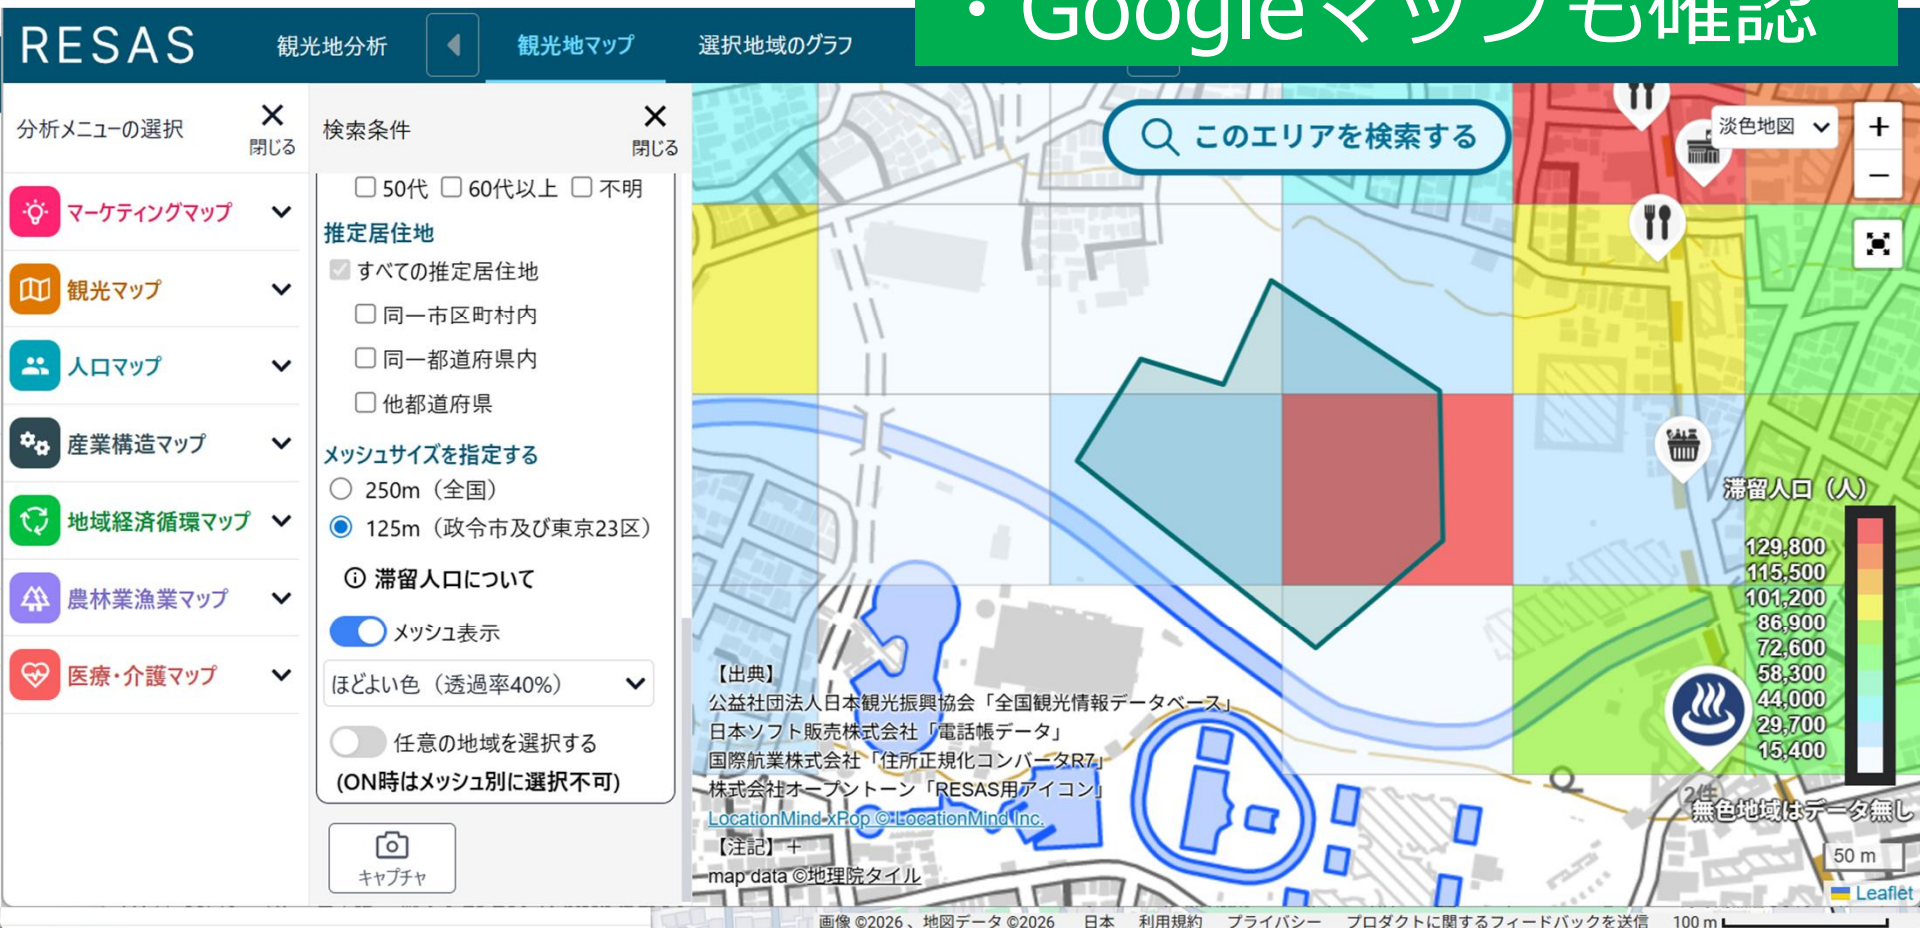 ・Googleマップも確認
RESAS
観光地分析
観光地マップ
選択地域のグラフ
分析メニューの選択
閉じる
マーケティングマップ
観光マップ
人口マップ
産業構造マップ
地域経済循環マップ
農林業漁業マップ
医療・介護マップ
検索条件
閉じる
50代 60代以上 不明
推定居住地
すべての推定居住地
同一市区町村内
同一都道府県内
他都道府県
メッシュサイズを指定する
250m（全国）
125m（政令市及び東京23区）
滞留人口について
メッシュ表示
ほどよい色（透過率40%）
任意の地域を選択する
(ON時はメッシュ別に選択不可)
キャプチャ
このエリアを検索する
淡色地図
+
−
滞留人口（人）
129,800
115,500
101,200
86,900
72,600
58,300
44,000
29,700
15,400
2件
無色地域はデータ無し
【出典】
公益社団法人日本観光振興協会「全国観光情報データベース」
日本ソフト販売株式会社「電話帳データ」
国際航業株式会社「住所正規化コンバータR7」
株式会社オープントーン「RESAS用アイコン」
LocationMind xPop © LocationMind Inc.
【注記】＋
map data ©地理院タイル
50 m
Leaflet
画像 ©2026 、地図データ ©2026 日本 利用規約 プライバシー プロダクトに関するフィードバックを送信 100 m